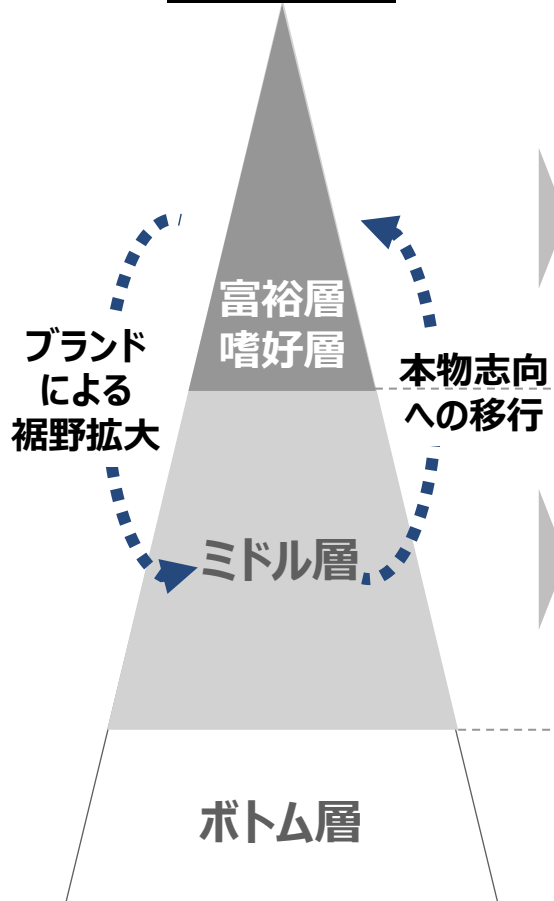 富裕層
嗜好層
ブランド
による
裾野拡大
本物志向
への移行
ミドル層
ボトム層